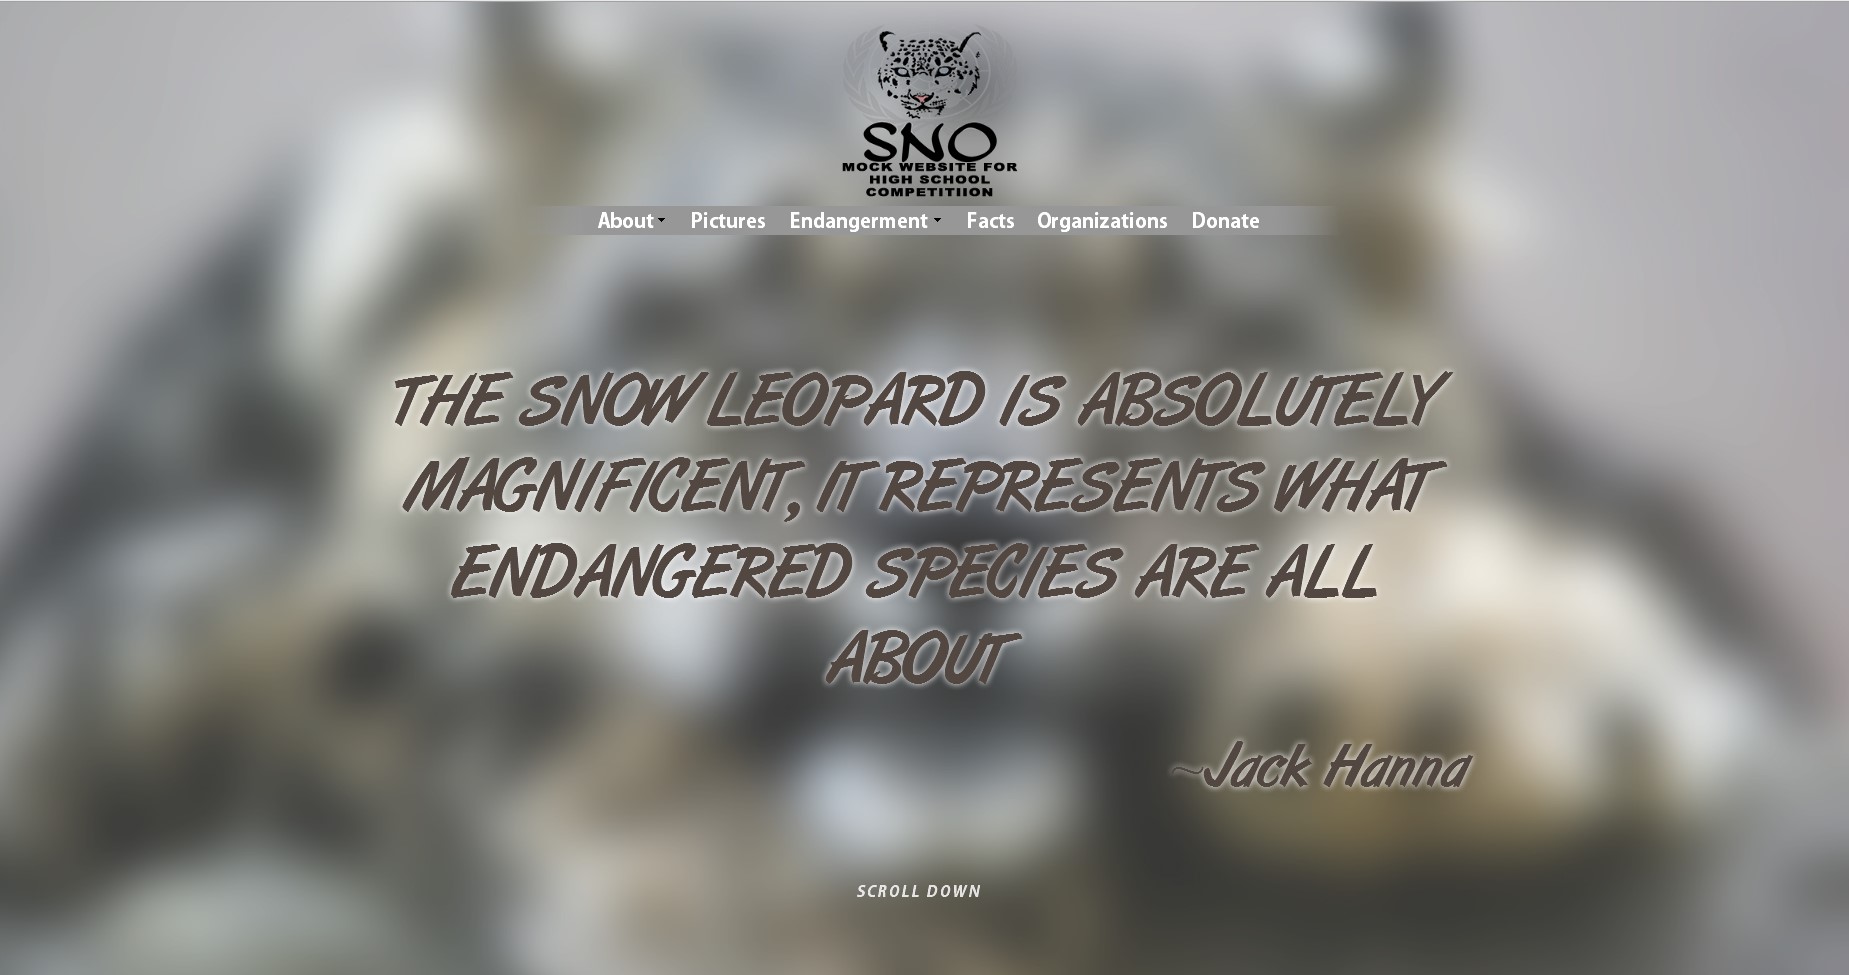 SNO
MOCK WEBSITE FOR
HIGH SCHOOL
COMPETITIION
About Pictures Endangerment Facts Organizations Donate
THE SNOW LEOPARD IS ABSOLUTELY
MAGNIFICENT, IT REPRESENTS WHAT
ENDANGERED SPECIES ARE ALL
ABOUT
~Jack Hanna
SCROLL DOWN